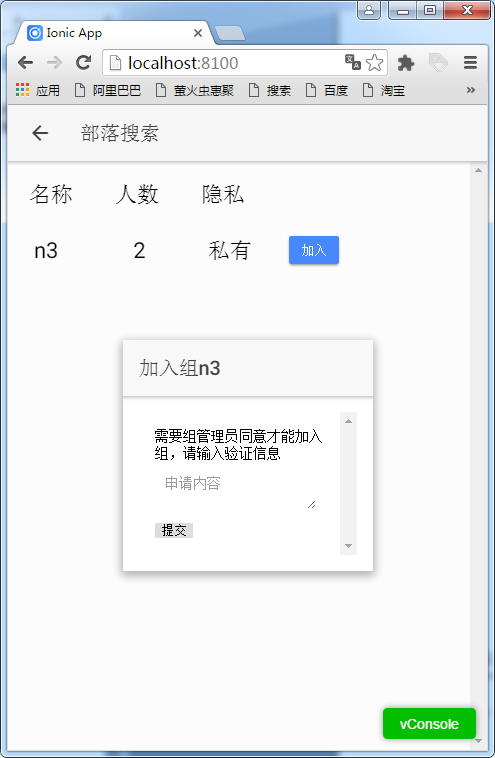 Ionic App
localhost:8100
应用 阿里巴巴 萤火虫惠聚 搜索 百度 淘宝 »
部落搜索
名称 人数 隐私
n3 2 私有 加入
加入组n3
需要组管理员同意才能加入
组，请输入验证信息
申请内容
提交
vConsole